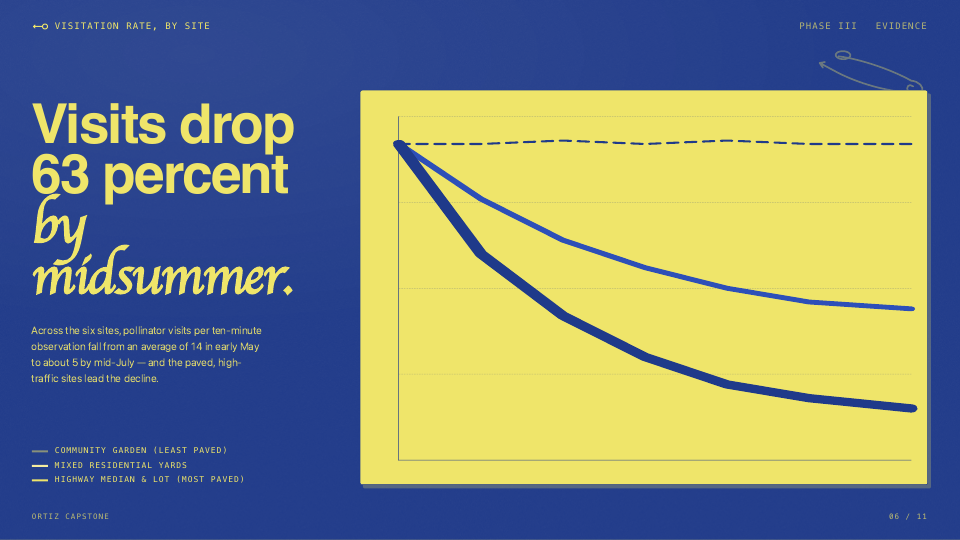 VISITATION RATE, BY SITE
PHASE III EVIDENCE
Visits drop
63 percent
by
midsummer.
Across the six sites, pollinator visits per ten-minute
observation fall from an average of 14 in early May
to about 5 by mid-July — and the paved, high-
traffic sites lead the decline.
COMMUNITY GARDEN (LEAST PAVED)
MIXED RESIDENTIAL YARDS
HIGHWAY MEDIAN & LOT (MOST PAVED)
ORTIZ CAPSTONE
06 / 11